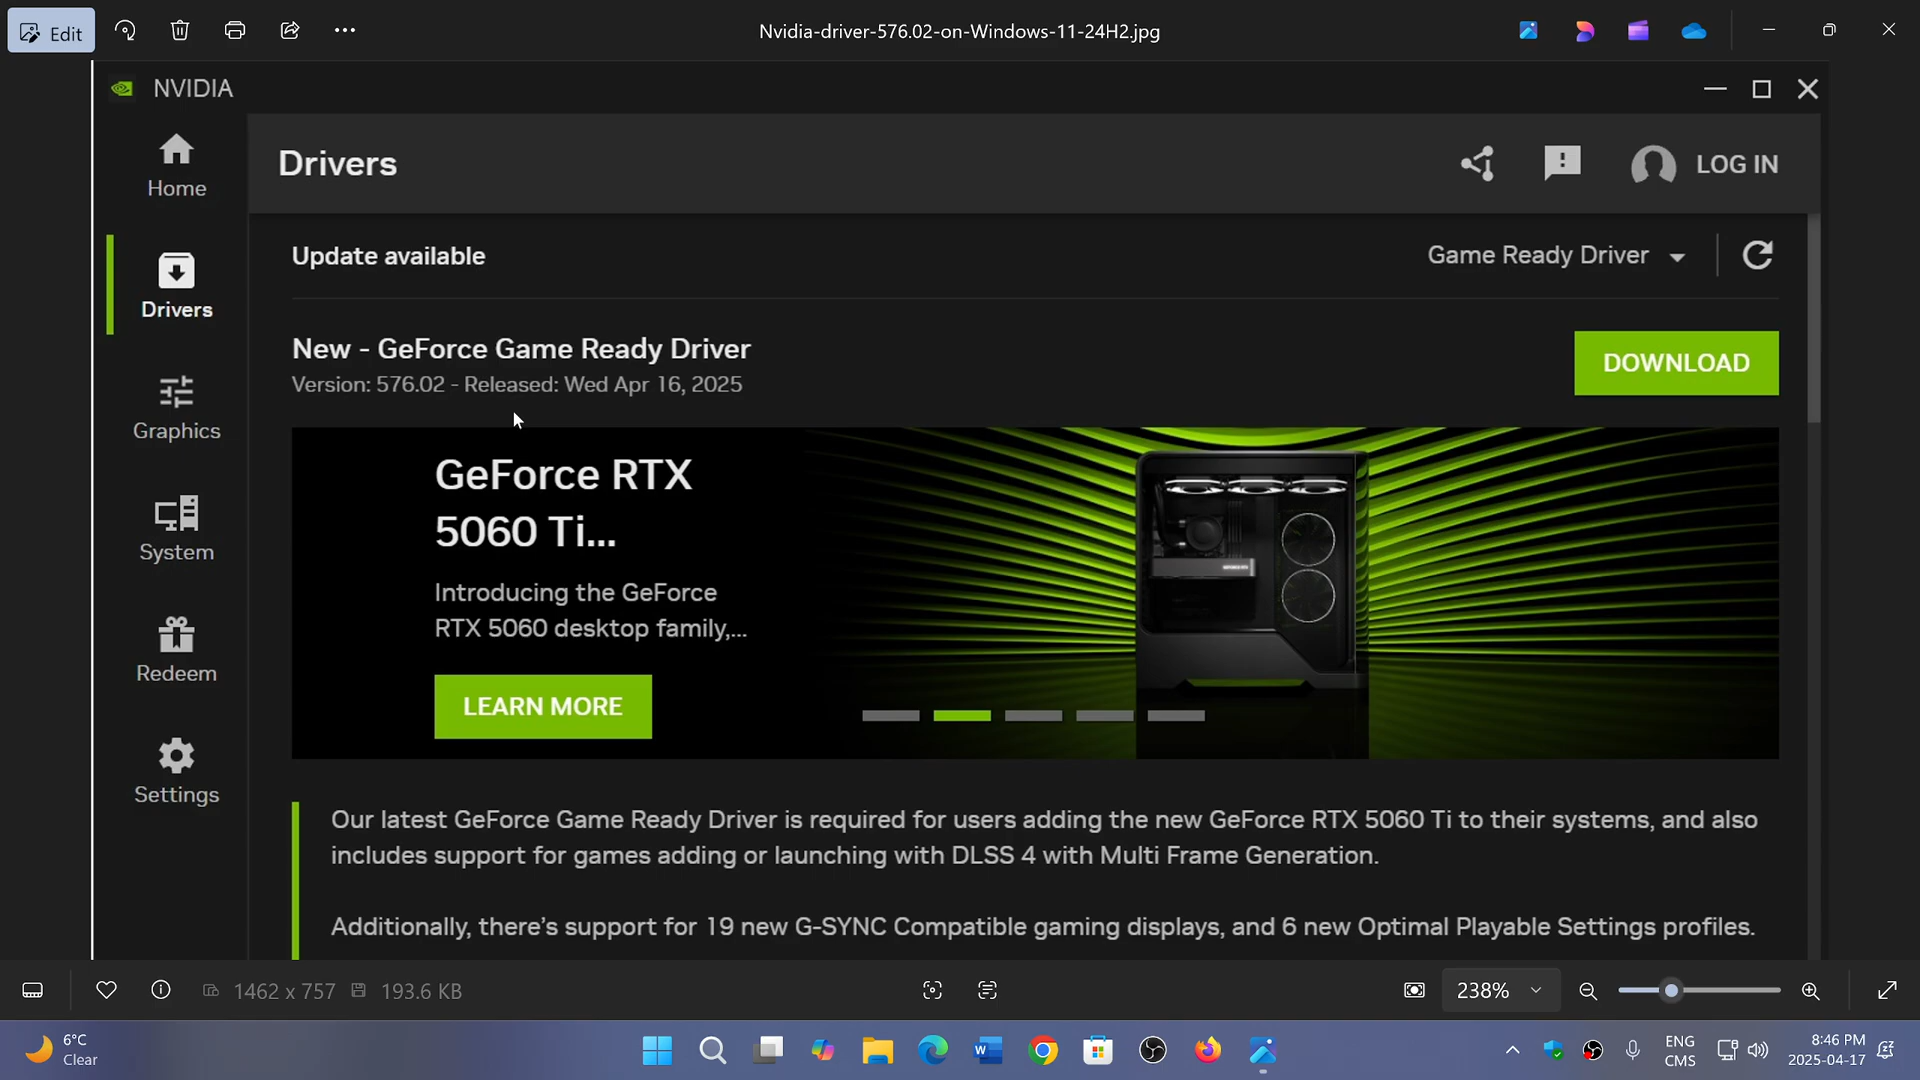 Edit
Nvidia-driver-576.02-on-Windows-11-24H2.jpg
NVIDIA
Home
Drivers
LOG IN
Drivers
Update available
Game Ready Driver
New - GeForce Game Ready Driver
Version: 576.02 - Released: Wed Apr 16, 2025
DOWNLOAD
Graphics
System
Redeem
Settings
GeForce RTX
5060 Ti...
Introducing the GeForce
RTX 5060 desktop family,...
LEARN MORE
Our latest GeForce Game Ready Driver is required for users adding the new GeForce RTX 5060 Ti to their systems, and also
includes support for games adding or launching with DLSS 4 with Multi Frame Generation.
Additionally, there's support for 19 new G-SYNC Compatible gaming displays, and 6 new Optimal Playable Settings profiles.
1462 x 757
193.6 KB
238%
6°C
Clear
ENG
CMS
8:46 PM
2025-04-17